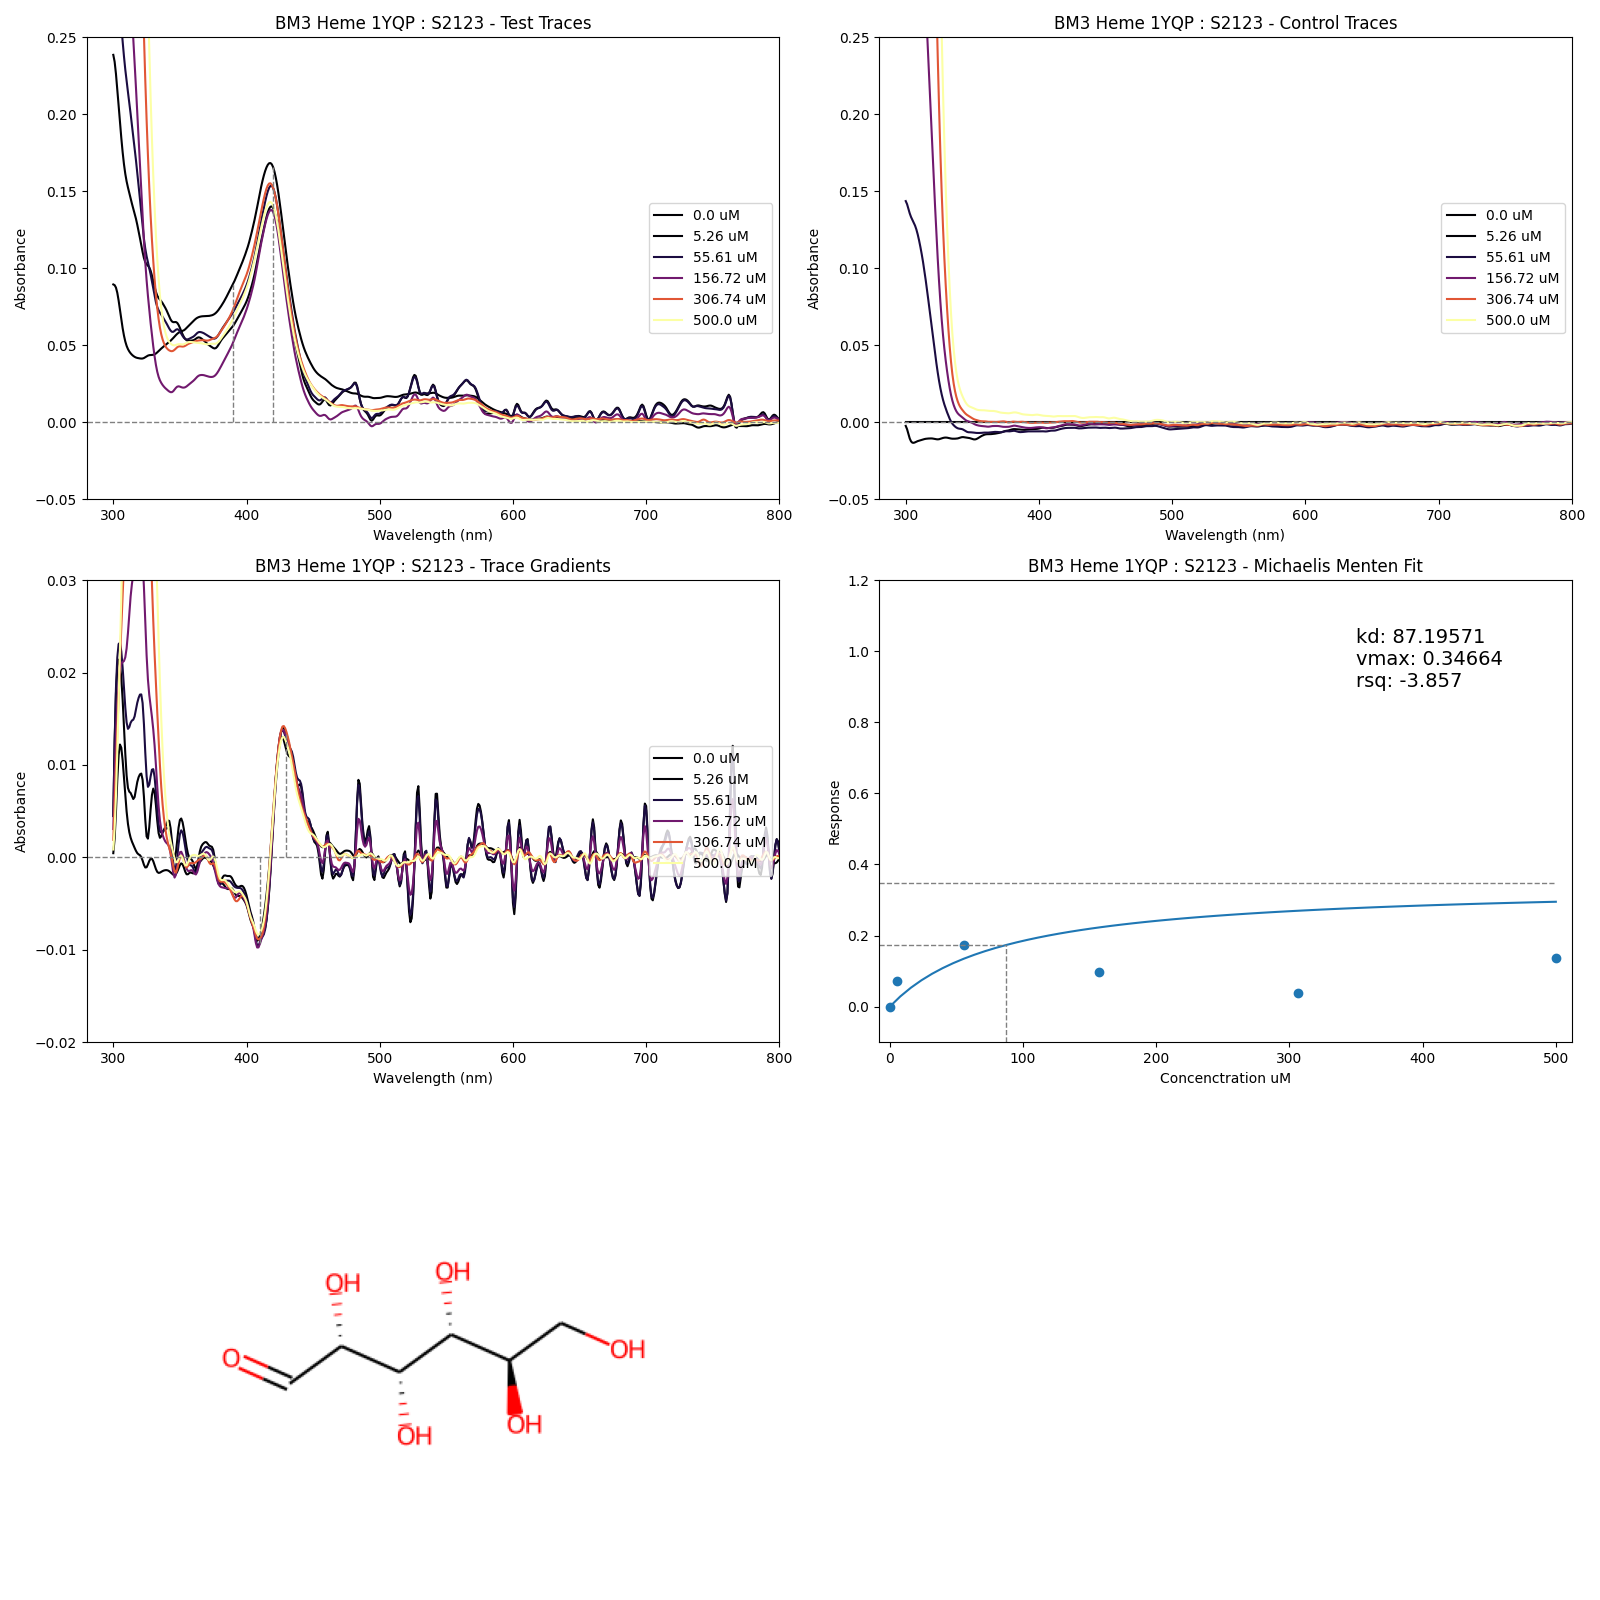 BM3 Heme 1YQP : S2123 - Test Traces
0.25
0.20
0.15
0.10
0.05
0.00
−0.05
Absorbance
300
400
500
600
700
800
Wavelength (nm)
0.0 uM
5.26 uM
55.61 uM
156.72 uM
306.74 uM
500.0 uM
BM3 Heme 1YQP : S2123 - Control Traces
0.25
0.20
0.15
0.10
0.05
0.00
−0.05
Absorbance
300
400
500
600
700
800
Wavelength (nm)
0.0 uM
5.26 uM
55.61 uM
156.72 uM
306.74 uM
500.0 uM
BM3 Heme 1YQP : S2123 - Trace Gradients
0.03
0.02
0.01
0.00
−0.01
−0.02
Absorbance
300
400
500
600
700
800
Wavelength (nm)
0.0 uM
5.26 uM
55.61 uM
156.72 uM
306.74 uM
500.0 uM
BM3 Heme 1YQP : S2123 - Michaelis Menten Fit
1.2
1.0
0.8
0.6
0.4
0.2
0.0
Response
kd: 87.19571
vmax: 0.34664
rsq: -3.857
0
100
200
300
400
500
Concenctration uM
OH
OH
O
OH
OH
OH